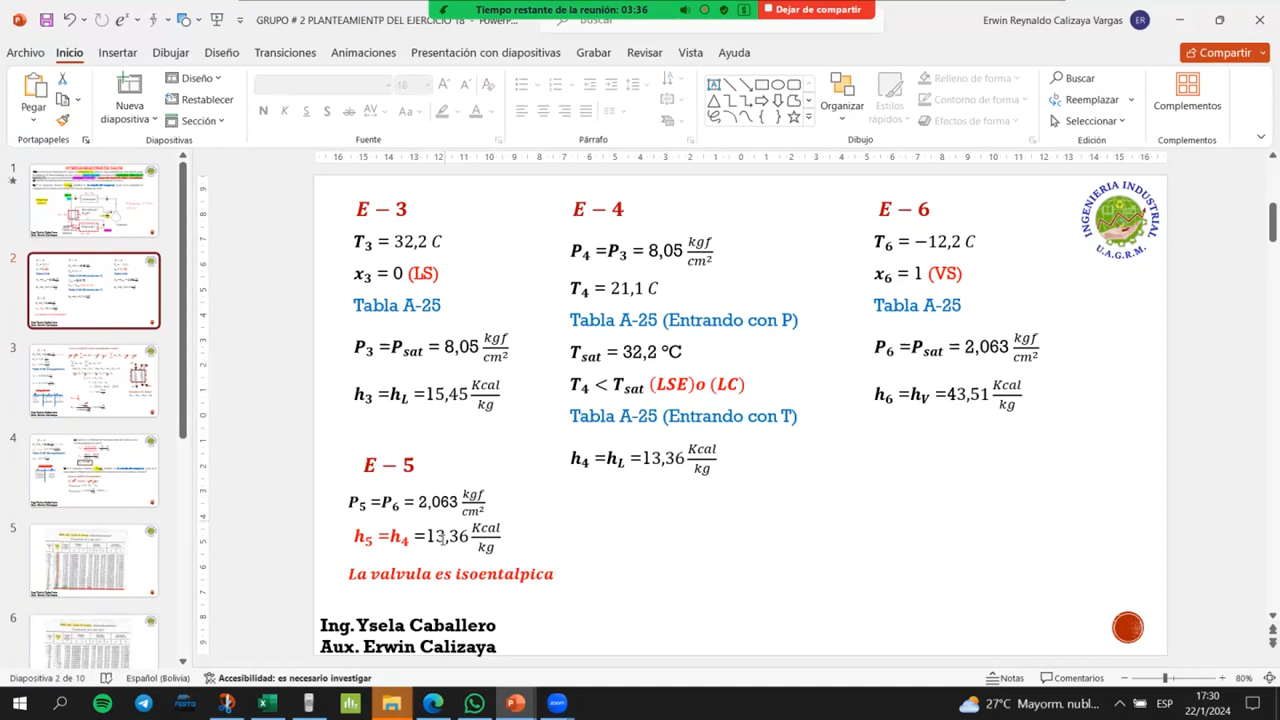 Tiempo restante de la reunión: 03:36
Dejar de compartir
GRUPO # 2 PLANTEAMIENTP DEL EJERCICIO 18 - PowerP...
Buscar
Erwin Reynaldo Calizaya Vargas
ER
Archivo Inicio Insertar Dibujar Diseño Transiciones Animaciones Presentación con diapositivas Grabar Revisar Vista Ayuda
Compartir
Pegar
Nueva diapositiva
Diseño
Restablecer
Sección
Organizar
Estilos rápidos
Relleno de forma
Contorno de forma
Efectos de forma
Buscar
Reemplazar
Seleccionar
Complementos
Portapapeles
Diapositivas
Fuente
Párrafo
Dibujo
Edición
Complementos
E − 3
T3 = 32,2 C
x3 = 0 (LS)
Tabla A-25
P3 =Psat = 8,05 kgf/cm²
h3 =hL =15,45 Kcal/kg
E − 4
P4 =P3 = 8,05 kgf/cm²
T4 = 21,1 C
Tabla A-25 (Entrando con P)
Tsat = 32,2 °C
T4 < Tsat (LSE)o (LC)
Tabla A-25 (Entrando con T)
h4 =hL =13,36 Kcal/kg
E − 6
T6 = −12,2 C
x6 = 1 (VS)
Tabla A-25
P6 =Psat = 2,063 kgf/cm²
h6 =hV =43,51 Kcal/kg
E − 5
P5 =P6 = 2,063 kgf/cm²
h5 =h4 =13,36 Kcal/kg
La valvula es isoentalpica
INGENIERIA INDUSTRIAL
U.A.G.R.M.
Ing. Ysela Caballero
Aux. Erwin Calizaya
2
3
4
5
6
Diapositiva 2 de 10
Español (Bolivia)
Accesibilidad: es necesario investigar
Notas
Comentarios
80%
27°C Mayorm. nubla...
ESP
17:30
22/1/2024